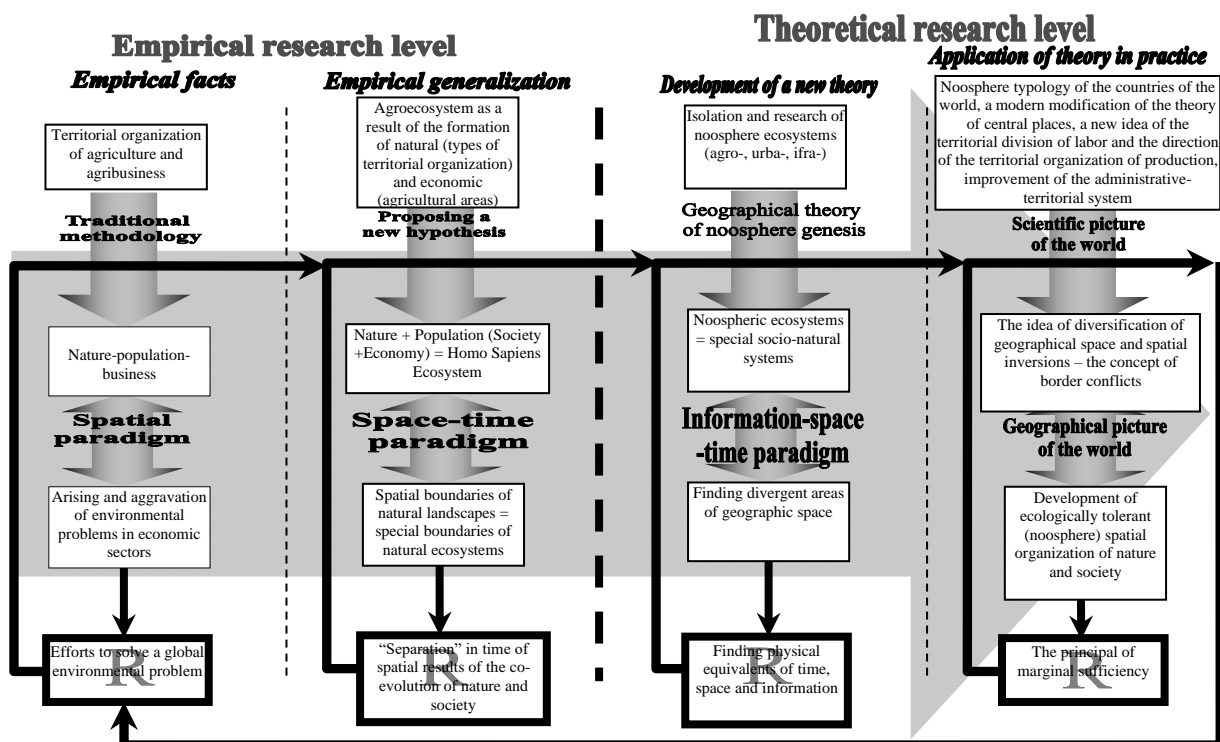 Empirical research level
Theoretical research level
Empirical facts
Empirical generalization
Development of a new theory
Application of theory in practice
Territorial organization
of agriculture and
agribusiness
Agroecosystem as a
result of the formation
of natural (types of
territorial organization)
and economic
(agricultural areas)
Isolation and research of
noosphere ecosystems
(agro-, urba-, ifra-)
Noosphere typology of the countries of the
world, a modern modification of the theory
of central places, a new idea of the
territorial division of labor and the direction
of the territorial organization of production,
improvement of the administrative-
territorial system
Traditional
methodology
Proposing a
new hypothesis
Geographical theory
of noosphere genesis
Scientific picture
of the world
Nature-population-
business
Nature + Population (Society
+Economy) = Homo Sapiens
Ecosystem
Noospheric ecosystems
= special socio-natural
systems
The idea of diversification of
geographical space and spatial
inversions – the concept of
border conflicts
Spatial
paradigm
Space-time
paradigm
Information-space
-time paradigm
Geographical picture
of the world
Arising and aggravation
of environmental
problems in economic
sectors
Spatial boundaries of
natural landscapes =
special boundaries of
natural ecosystems
Finding divergent areas
of geographic space
Development of
ecologically tolerant
(noosphere) spatial
organization of nature
and society
Efforts to solve a global
environmental problem
R
“Separation” in time of
spatial results of the co-
evolution of nature and
society
R
Finding physical
equivalents of time,
space and information
R
The principal of
marginal sufficiency
R